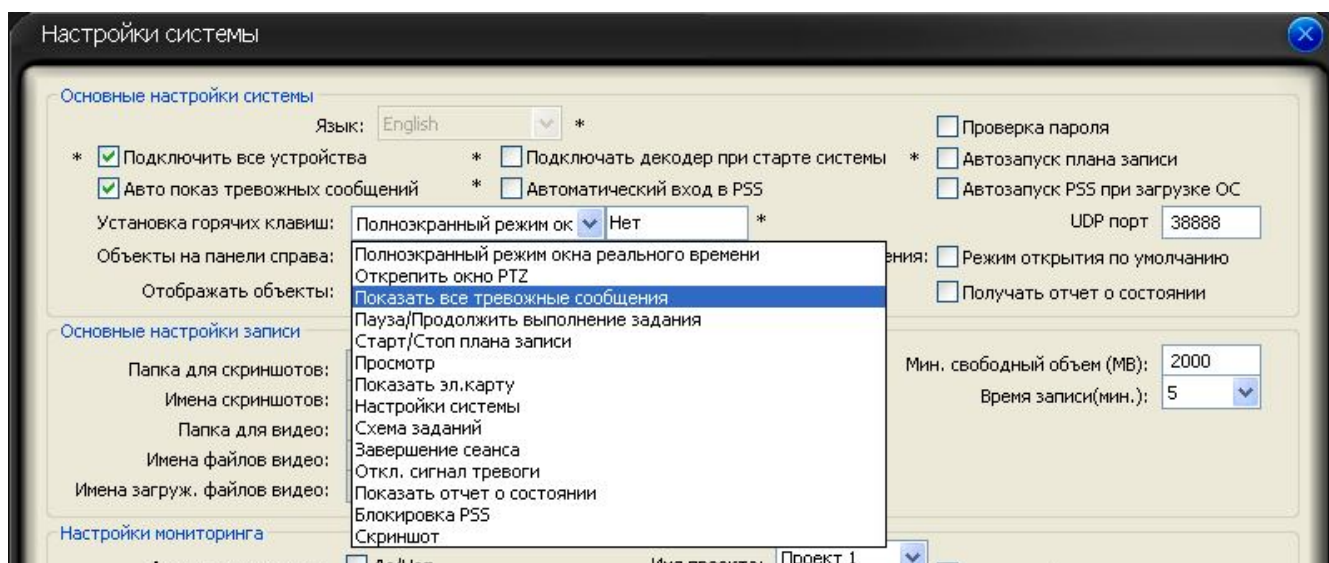 Настройки системы
Основные настройки системы
Язык: English *
Проверка пароля
* Подключить все устройства * Подключать декодер при старте системы * Автозапуск плана записи
Авто показ тревожных сообщений * Автоматический вход в PSS Автозапуск PSS при загрузке ОС
Установка горячих клавиш: Полноэкранный режим ок Нет * UDP порт 38888
Объекты на панели справа: Режим открытия по умолчанию
Отображать объекты: Получать отчет о состоянии
Полноэкранный режим окна реального времени
Открепить окно PTZ
Показать все тревожные сообщения
Пауза/Продолжить выполнение задания
Старт/Стоп плана записи
Просмотр
Показать эл.карту
Настройки системы
Схема заданий
Завершение сеанса
Откл. сигнал тревоги
Показать отчет о состоянии
Блокировка PSS
Скриншот
Основные настройки записи
Папка для скриншотов: Мин. свободный объем (MB): 2000
Имена скриншотов: Время записи(мин.): 5
Папка для видео:
Имена файлов видео:
Имена загруж. файлов видео:
Настройки мониторинга
Проект 1